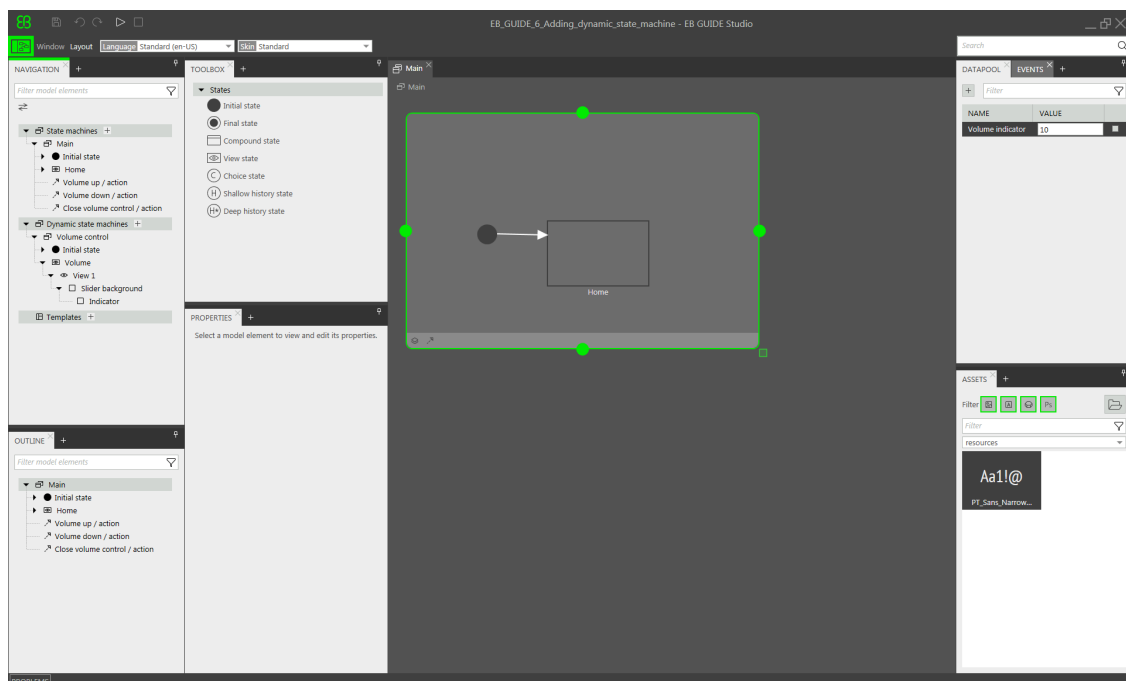 EB
EB_GUIDE_6_Adding_dynamic_state_machine - EB GUIDE Studio
Window Layout Language Standard (en-US) Skin Standard
Search
NAVIGATION
Filter model elements
State machines
Main
Initial state
Home
Volume up / action
Volume down / action
Close volume control / action
Dynamic state machines
Volume control
Initial state
Volume
View 1
Slider background
Indicator
Templates
OUTLINE
Filter model elements
Main
Initial state
Home
Volume up / action
Volume down / action
Close volume control / action
TOOLBOX
States
Initial state
Final state
Compound state
View state
C Choice state
H Shallow history state
H* Deep history state
PROPERTIES
Select a model element to view and edit its properties.
Main
Main
Home
DATAPOOL EVENTS
Filter
NAME VALUE
Volume indicator 10
ASSETS
Filter A Ps
Filter
resources
Aa1!@
PT_Sans_Narrow...
PROBLEMS